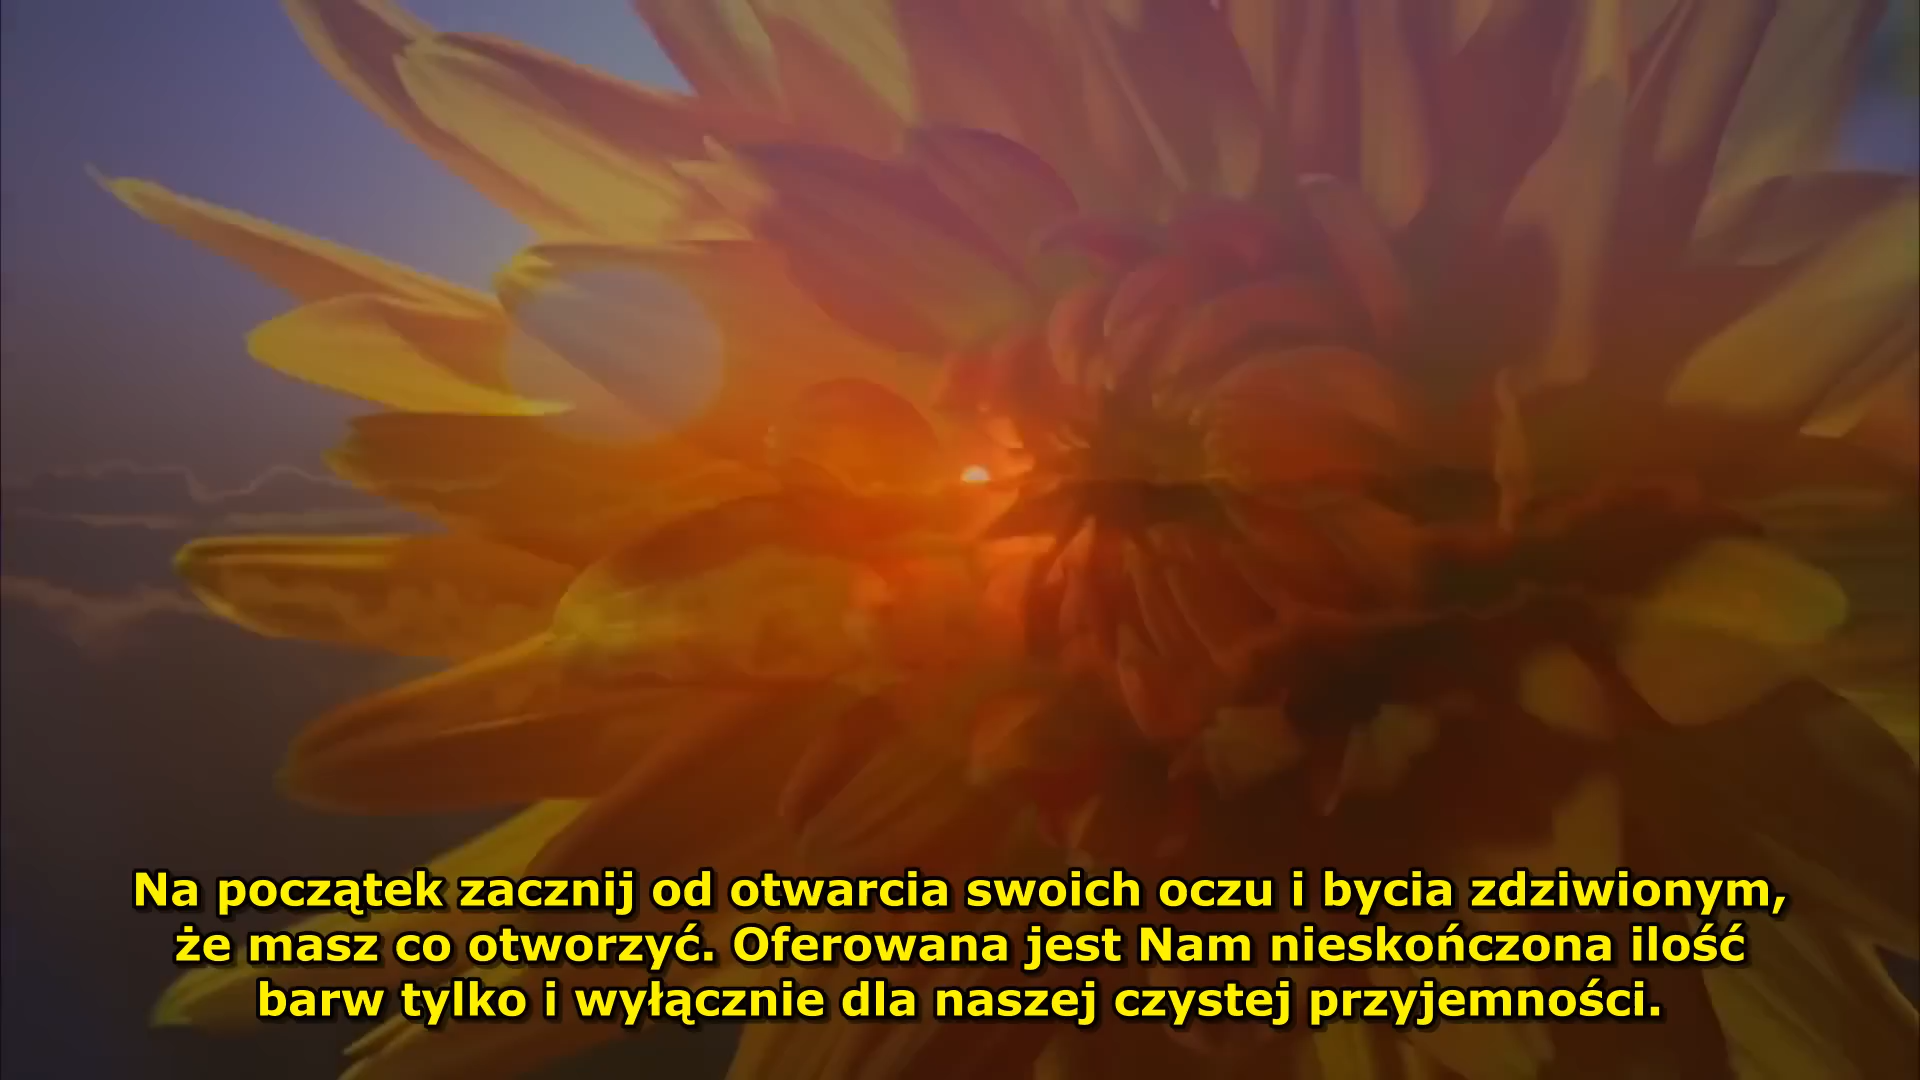 Na początek zacznij od otwarcia swoich oczu i bycia zdziwionym,
że masz co otworzyć. Oferowana jest Nam nieskończona ilość
barw tylko i wyłącznie dla naszej czystej przyjemności.